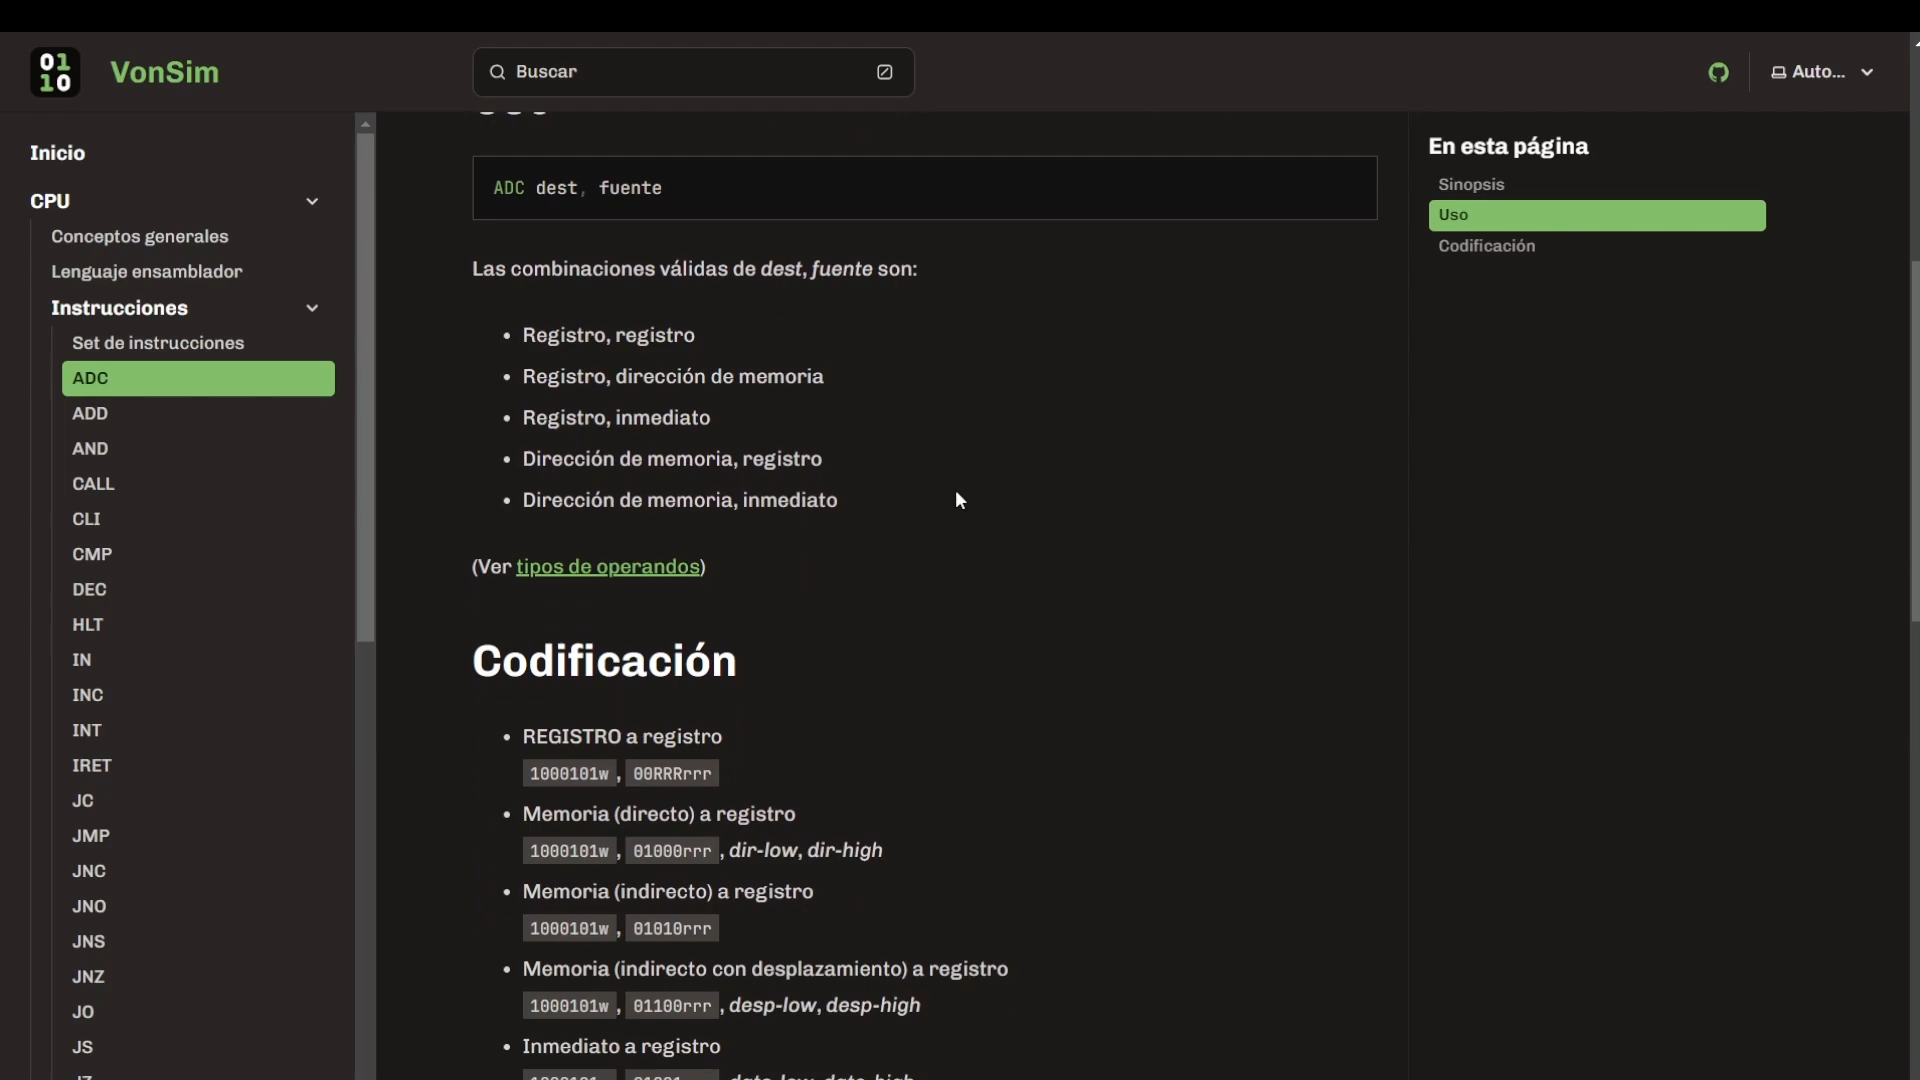 01
10
VonSim
Buscar
Auto...
Inicio
CPU
Conceptos generales
Lenguaje ensamblador
Instrucciones
Set de instrucciones
ADC
ADD
AND
CALL
CLI
CMP
DEC
HLT
IN
INC
INT
IRET
JC
JMP
JNC
JNO
JNS
JNZ
JO
JS
ADC dest, fuente
Las combinaciones válidas de dest, fuente son:
• Registro, registro
• Registro, dirección de memoria
• Registro, inmediato
• Dirección de memoria, registro
• Dirección de memoria, inmediato
(Ver tipos de operandos)
Codificación
• REGISTRO a registro
1000101w, 00RRRrrr
• Memoria (directo) a registro
1000101w, 01000rrr, dir-low, dir-high
• Memoria (indirecto) a registro
1000101w, 01010rrr
• Memoria (indirecto con desplazamiento) a registro
1000101w, 01100rrr, desp-low, desp-high
• Inmediato a registro
En esta página
Sinopsis
Uso
Codificación